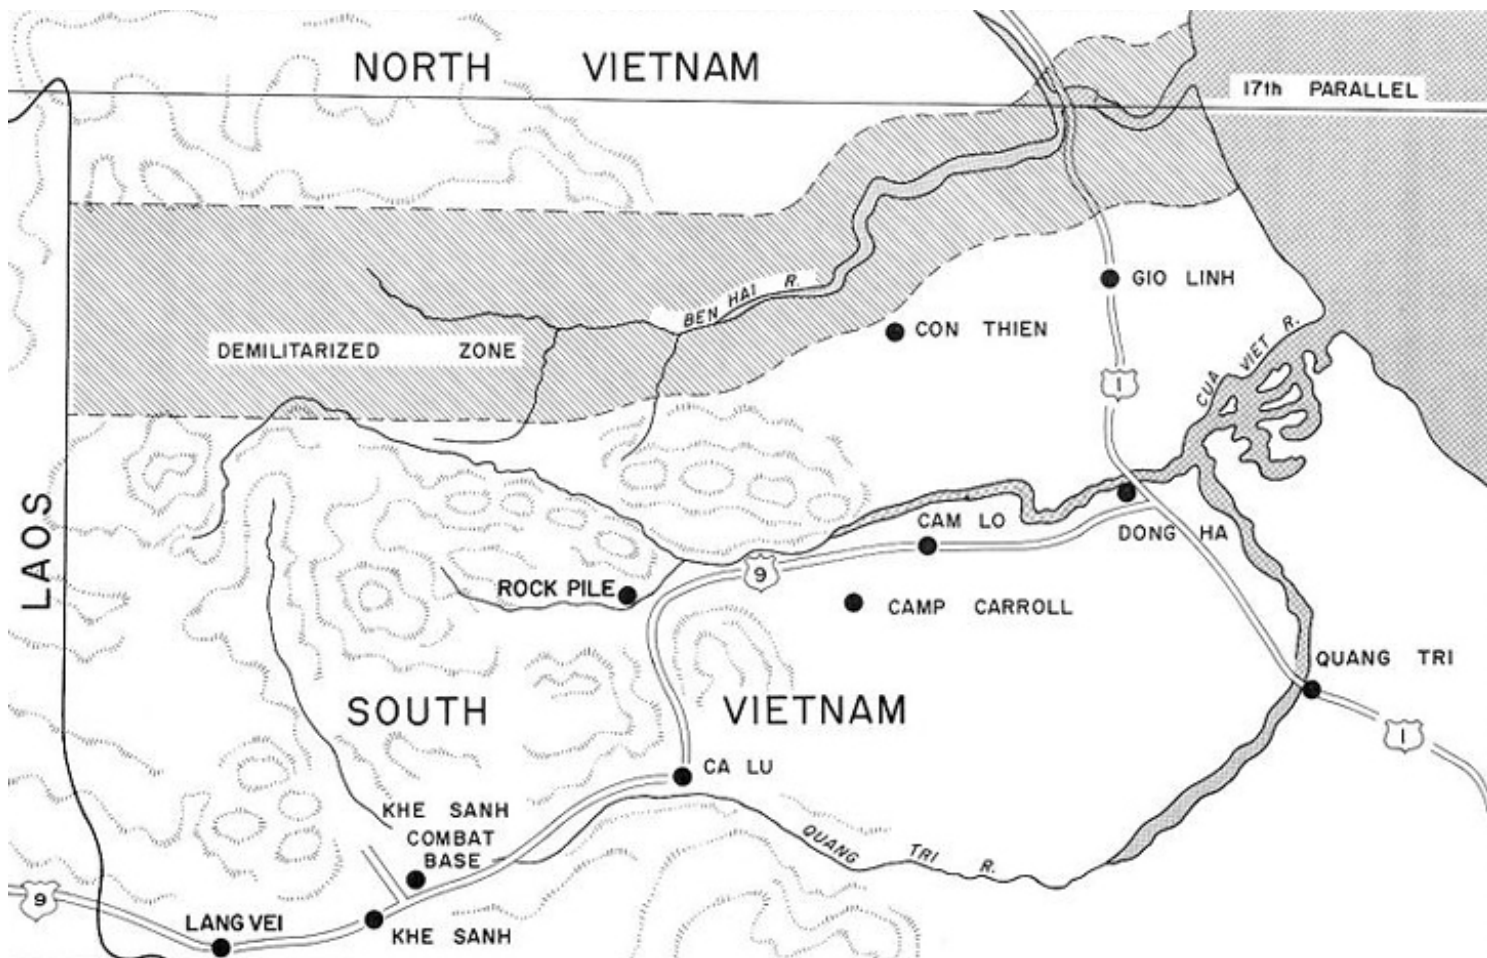 NORTH VIETNAM
17th PARALLEL
GIO LINH
BEN HAI R.
CON THIEN
DEMILITARIZED ZONE
CUA VIET R.
1
LAOS
CAM LO
DONG HA
9
ROCK PILE
CAMP CARROLL
QUANG TRI
SOUTH VIETNAM
1
CA LU
KHE SANH
COMBAT
BASE
QUANG TRI R.
9
LANG VEI
KHE SANH